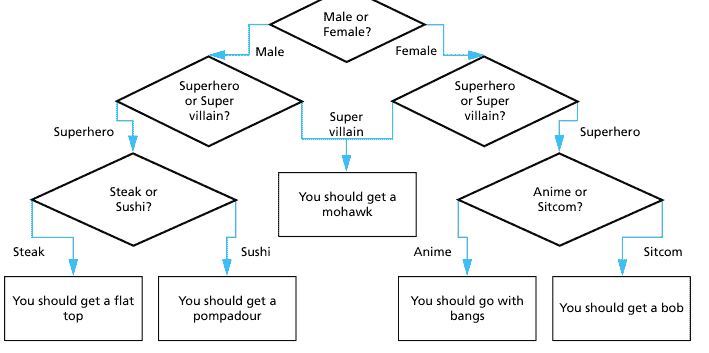 Male or
Female?
Male
Female
Superhero
or Super
villain?
Superhero
or Super
villain?
Super
villain
Superhero
Superhero
Steak or
Sushi?
You should get a
mohawk
Anime or
Sitcom?
Steak
Sushi
Anime
Sitcom
You should get a flat
top
You should get a
pompadour
You should go with
bangs
You should get a bob